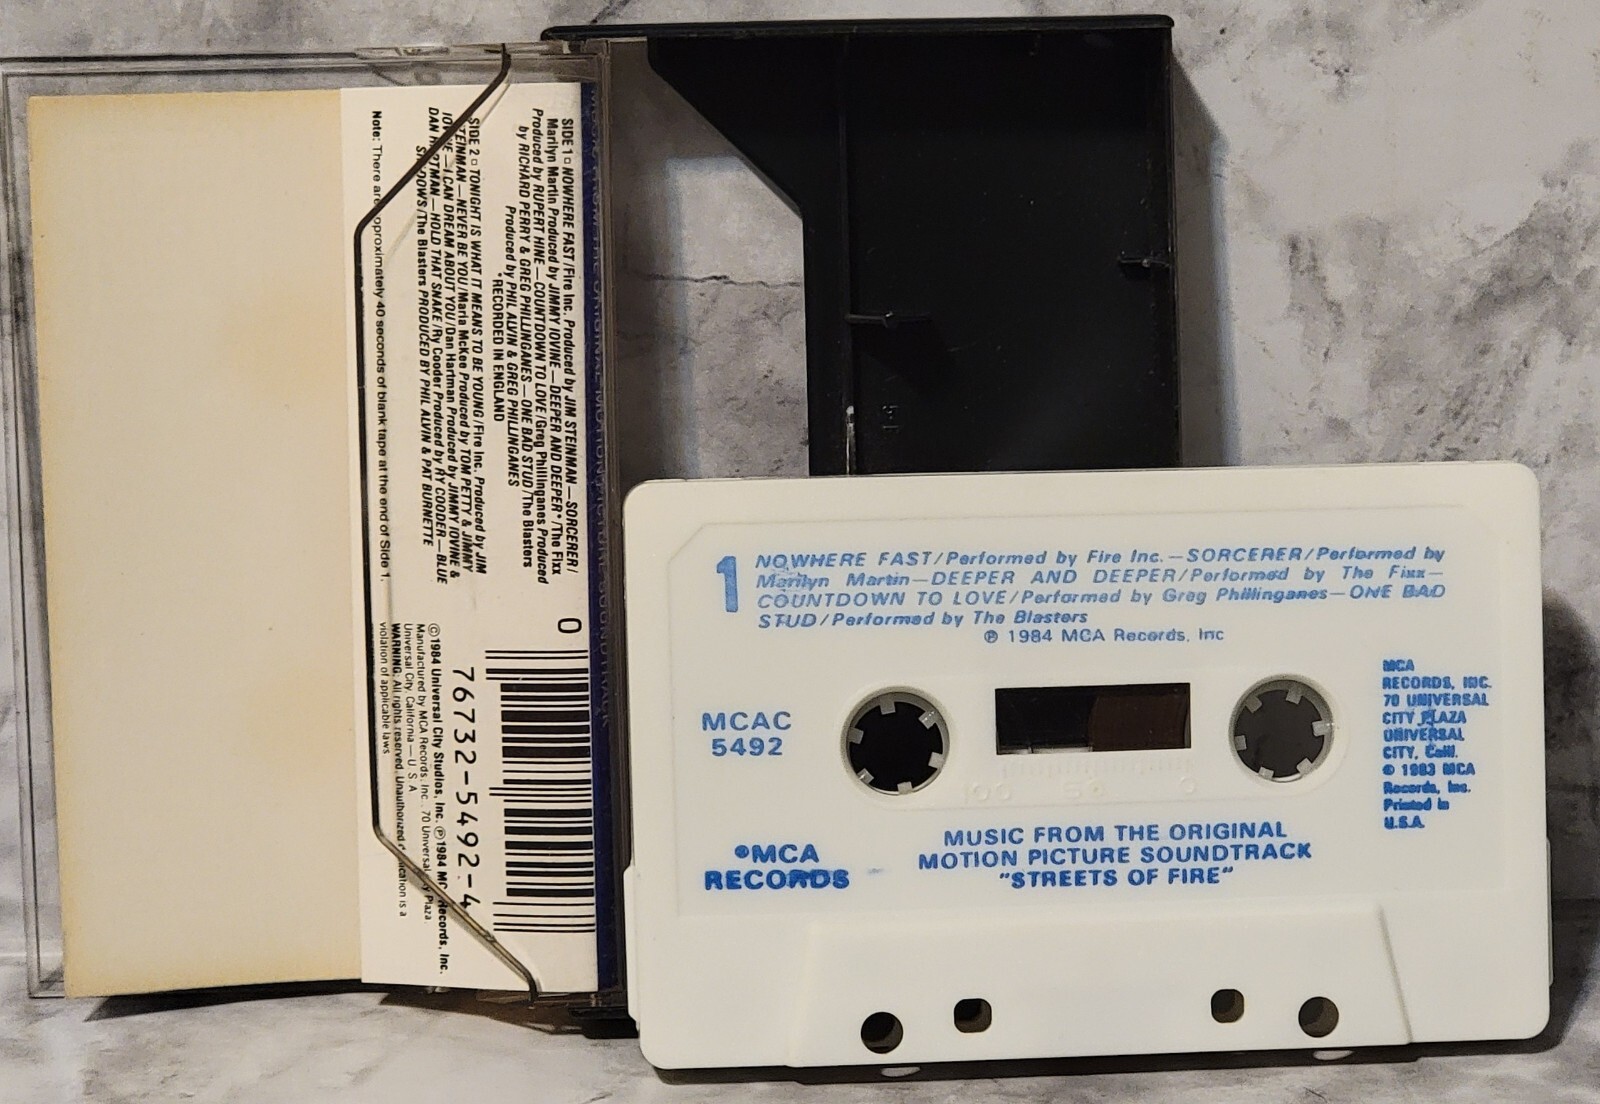 MUSIC FROM THE ORIGINAL MOTION PICTURE SOUNDTRACK
SIDE 1□ NOWHERE FAST/Fire Inc. Produced by JIM STEINMAN—SORCERER/
Marilyn Martin Produced by JIMMY IOVINE—DEEPER AND DEEPER*/The Fixx
Produced by RUPERT HINE—COUNTDOWN TO LOVE/Greg Phillinganes Produced
by RICHARD PERRY & GREG PHILLINGANES—ONE BAD STUD/The Blasters
Produced by PHIL ALVIN & GREG PHILLINGANES
*RECORDED IN ENGLAND
SIDE 2□ TONIGHT IS WHAT IT MEANS TO BE YOUNG/Fire Inc. Produced by JIM
STEINMAN—NEVER BE YOU/Maria McKee Produced by TOM PETTY & JIMMY
IOVINE—I CAN DREAM ABOUT YOU/Dan Hartman Produced by JIMMY IOVINE &
DAN HARTMAN—HOLD THAT SNAKE/Ry Cooder Produced by RY COODER—BLUE
SHADOWS/The Blasters PRODUCED BY PHIL ALVIN & PAT BURNETTE
Note: There are approximately 40 seconds of blank tape at the end of Side 1.
0
76732-5492-4
©1984 Universal City Studios, Inc. ℗1984 MCA Records, Inc.
Manufactured by MCA Records, Inc., 70 Universal City Plaza,
Universal City, California — U.S.A.
WARNING: All rights reserved. Unauthorized duplication is a
violation of applicable laws
1
NOWHERE FAST/Performed by Fire Inc.—SORCERER/Performed by
Marilyn Martin—DEEPER AND DEEPER/Performed by The Fixx—
COUNTDOWN TO LOVE/Performed by Greg Phillinganes—ONE BAD
STUD/Performed by The Blasters
℗ 1984 MCA Records, Inc
MCAC
5492
MCA
RECORDS, INC.
70 UNIVERSAL
CITY PLAZA
UNIVERSAL
CITY, Calif.
© 1983 MCA
Records, Inc.
Printed in
U.S.A.
100 50 0
MCA
RECORDS
MUSIC FROM THE ORIGINAL
MOTION PICTURE SOUNDTRACK
"STREETS OF FIRE"